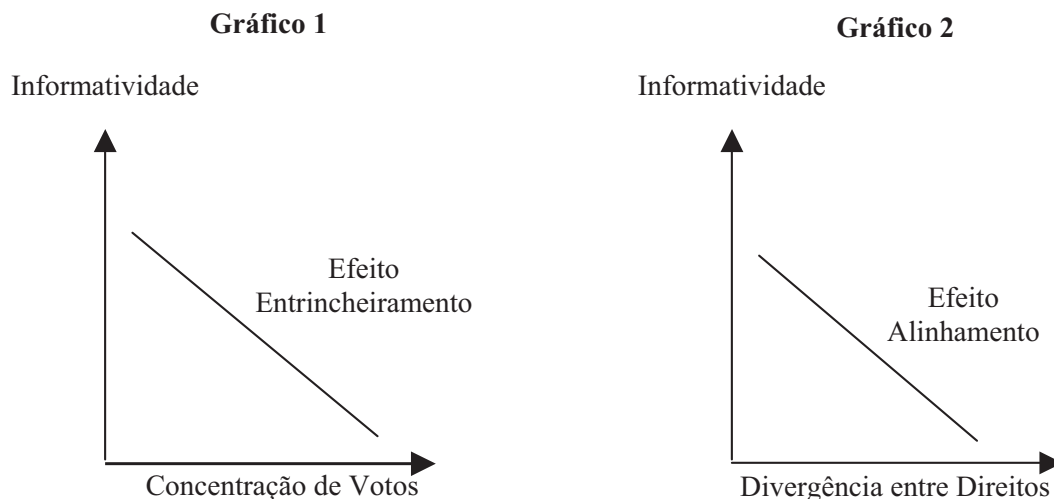 Gráfico 1
Informatividade
Efeito
Entrincheiramento
Concentração de Votos
Gráfico 2
Informatividade
Efeito
Alinhamento
Divergência entre Direitos